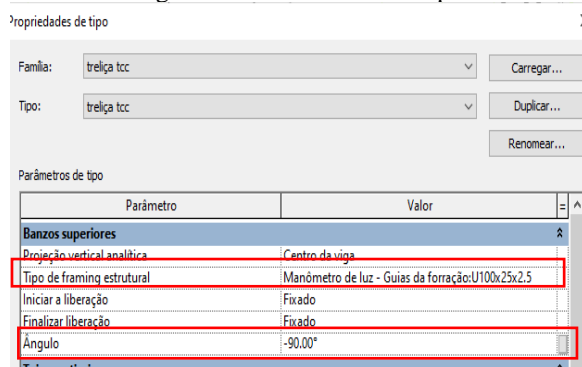 Propriedades de tipo
Família: treliça tcc Carregar...
Tipo: treliça tcc Duplicar...
Renomear...
Parâmetros de tipo
Parâmetro Valor =
Banzos superiores
Projeção vertical analítica Centro da viga
Tipo de framing estrutural Manômetro de luz - Guias da forração:U100x25x2.5
Iniciar a liberação Fixado
Finalizar liberação Fixado
Ângulo -90.00°